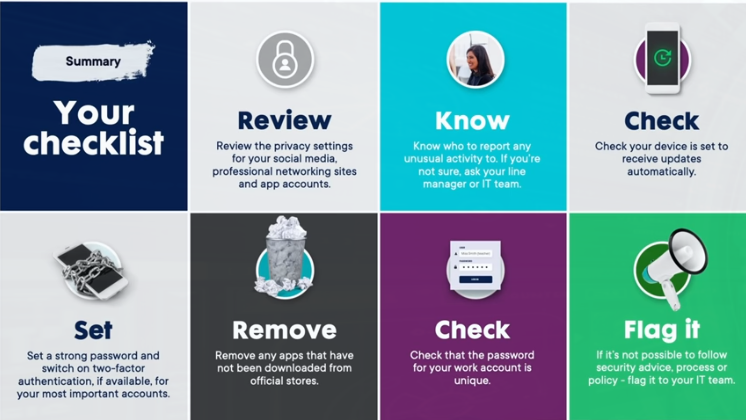 Summary
Your
checklist
Review
Review the privacy settings
for your social media,
professional networking sites
and app accounts.
Know
Know who to report any
unusual activity to. If you're
not sure, ask your line
manager or IT team.
Check
Check your device is set to
receive updates
automatically.
Set
Set a strong password and
switch on two-factor
authentication, if available, for
your most important accounts.
Remove
Remove any apps that have
not been downloaded from
official stores.
Check
Check that the password
for your work account is
unique.
Flag it
If it's not possible to follow
security advice, process or
policy - flag it to your IT team.